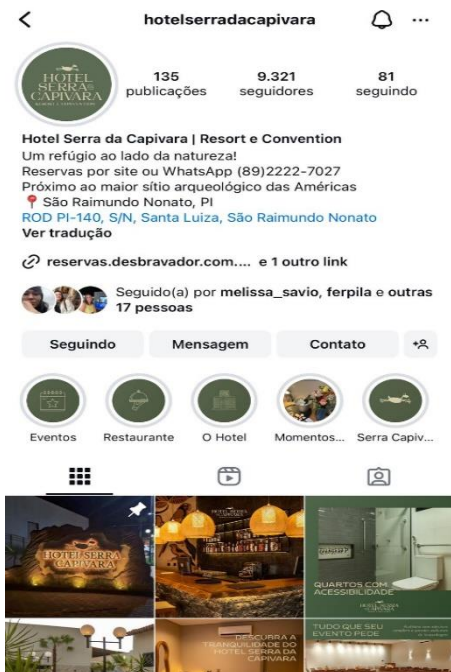 hotelserradacapivara
HOTEL
SERRA DA
CAPIVARA
135
publicações
9.321
seguidores
81
seguindo
Hotel Serra da Capivara | Resort e Convention
Um refúgio ao lado da natureza!
Reservas por site ou WhatsApp (89)2222-7027
Próximo ao maior sítio arqueológico das Américas
📍 São Raimundo Nonato, PI
ROD PI-140, S/N, Santa Luiza, São Raimundo Nonato
Ver tradução
reservas.desbravador.com.... e 1 outro link
Seguido(a) por melissa_savio, ferpila e outras
17 pessoas
Seguindo
Mensagem
Contato
Eventos
Restaurante
O Hotel
Momentos...
Serra Capiv...
HOTEL SERRA
CAPIVARA
QUARTOS COM
ACESSIBILIDADE
DESCUBRA A
TRANQUILIDADE DO
HOTEL SERRA DA
CAPIVARA
TUDO QUE SEU
EVENTO PEDE